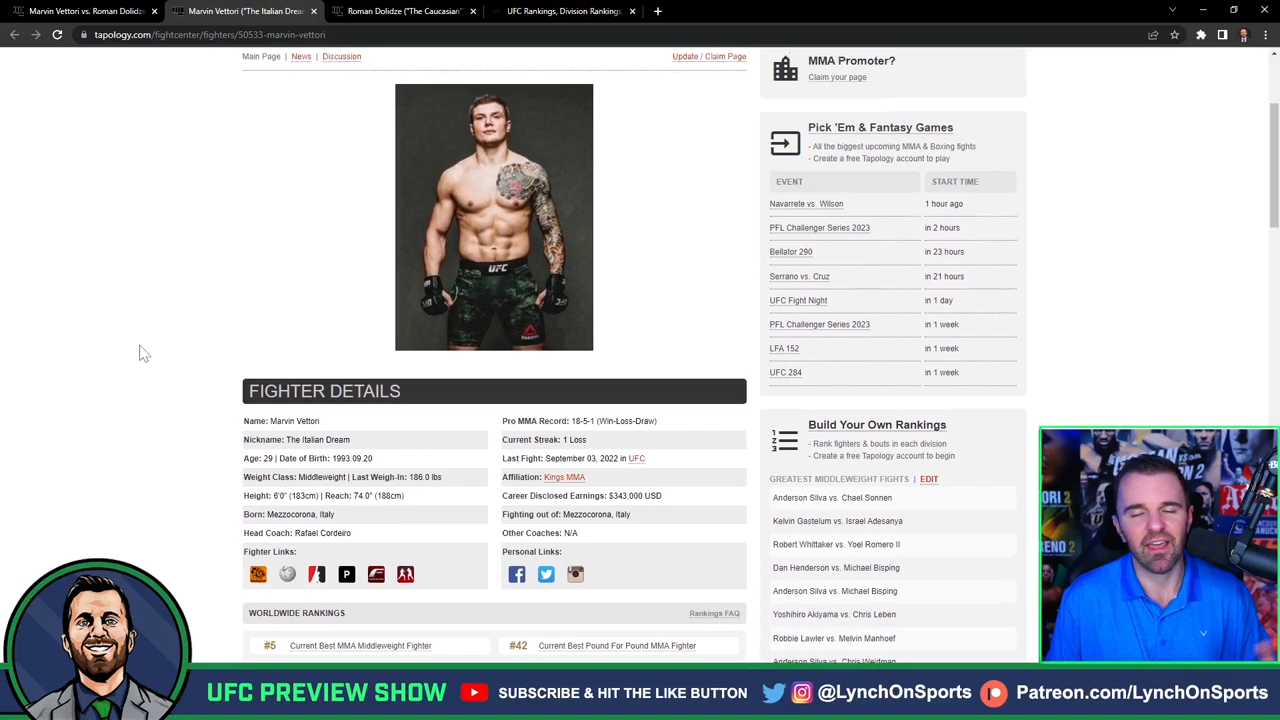 Marvin Vettori vs. Roman Dolidze
Marvin Vettori ("The Italian Dre
Roman Dolidze ("The Caucasian"
UFC Rankings, Division Rankings
tapology.com/fightcenter/fighters/50533-marvin-vettori
Main Page | News | Discussion
Update / Claim Page
UFC
FIGHTER DETAILS
Name: Marvin Vettori
Pro MMA Record: 18-5-1 (Win-Loss-Draw)
Nickname: The Italian Dream
Current Streak: 1 Loss
Age: 29 | Date of Birth: 1993.09.20
Last Fight: September 03, 2022 in UFC
Weight Class: Middleweight | Last Weigh-In: 186.0 lbs
Affiliation: Kings MMA
Height: 6'0" (183cm) | Reach: 74.0" (188cm)
Career Disclosed Earnings: $343,000 USD
Born: Mezzocorona, Italy
Fighting out of: Mezzocorona, Italy
Head Coach: Rafael Cordeiro
Other Coaches: N/A
Fighter Links:
Personal Links:
WORLDWIDE RANKINGS
Rankings FAQ
#5 Current Best MMA Middleweight Fighter
#42 Current Best Pound For Pound MMA Fighter
MMA Promoter?
Claim your page
Pick 'Em & Fantasy Games
- All the biggest upcoming MMA & Boxing fights
- Create a free Tapology account to play
EVENT START TIME
Navarrete vs. Wilson 1 hour ago
PFL Challenger Series 2023 in 2 hours
Bellator 290 in 23 hours
Serrano vs. Cruz in 21 hours
UFC Fight Night in 1 day
PFL Challenger Series 2023 in 1 week
LFA 152 in 1 week
UFC 284 in 1 week
Build Your Own Rankings
- Rank fighters & bouts in each division
- Create a free Tapology account to begin
GREATEST MIDDLEWEIGHT FIGHTS | EDIT
Anderson Silva vs. Chael Sonnen
Kelvin Gastelum vs. Israel Adesanya
Robert Whittaker vs. Yoel Romero II
Dan Henderson vs. Michael Bisping
Anderson Silva vs. Michael Bisping
Yoshihiro Akiyama vs. Chris Leben
Robbie Lawler vs. Melvin Manhoef
Anderson Silva vs. Chris Weidman
UFC PREVIEW SHOW
SUBSCRIBE & HIT THE LIKE BUTTON
@LynchOnSports
Patreon.com/LynchOnSports